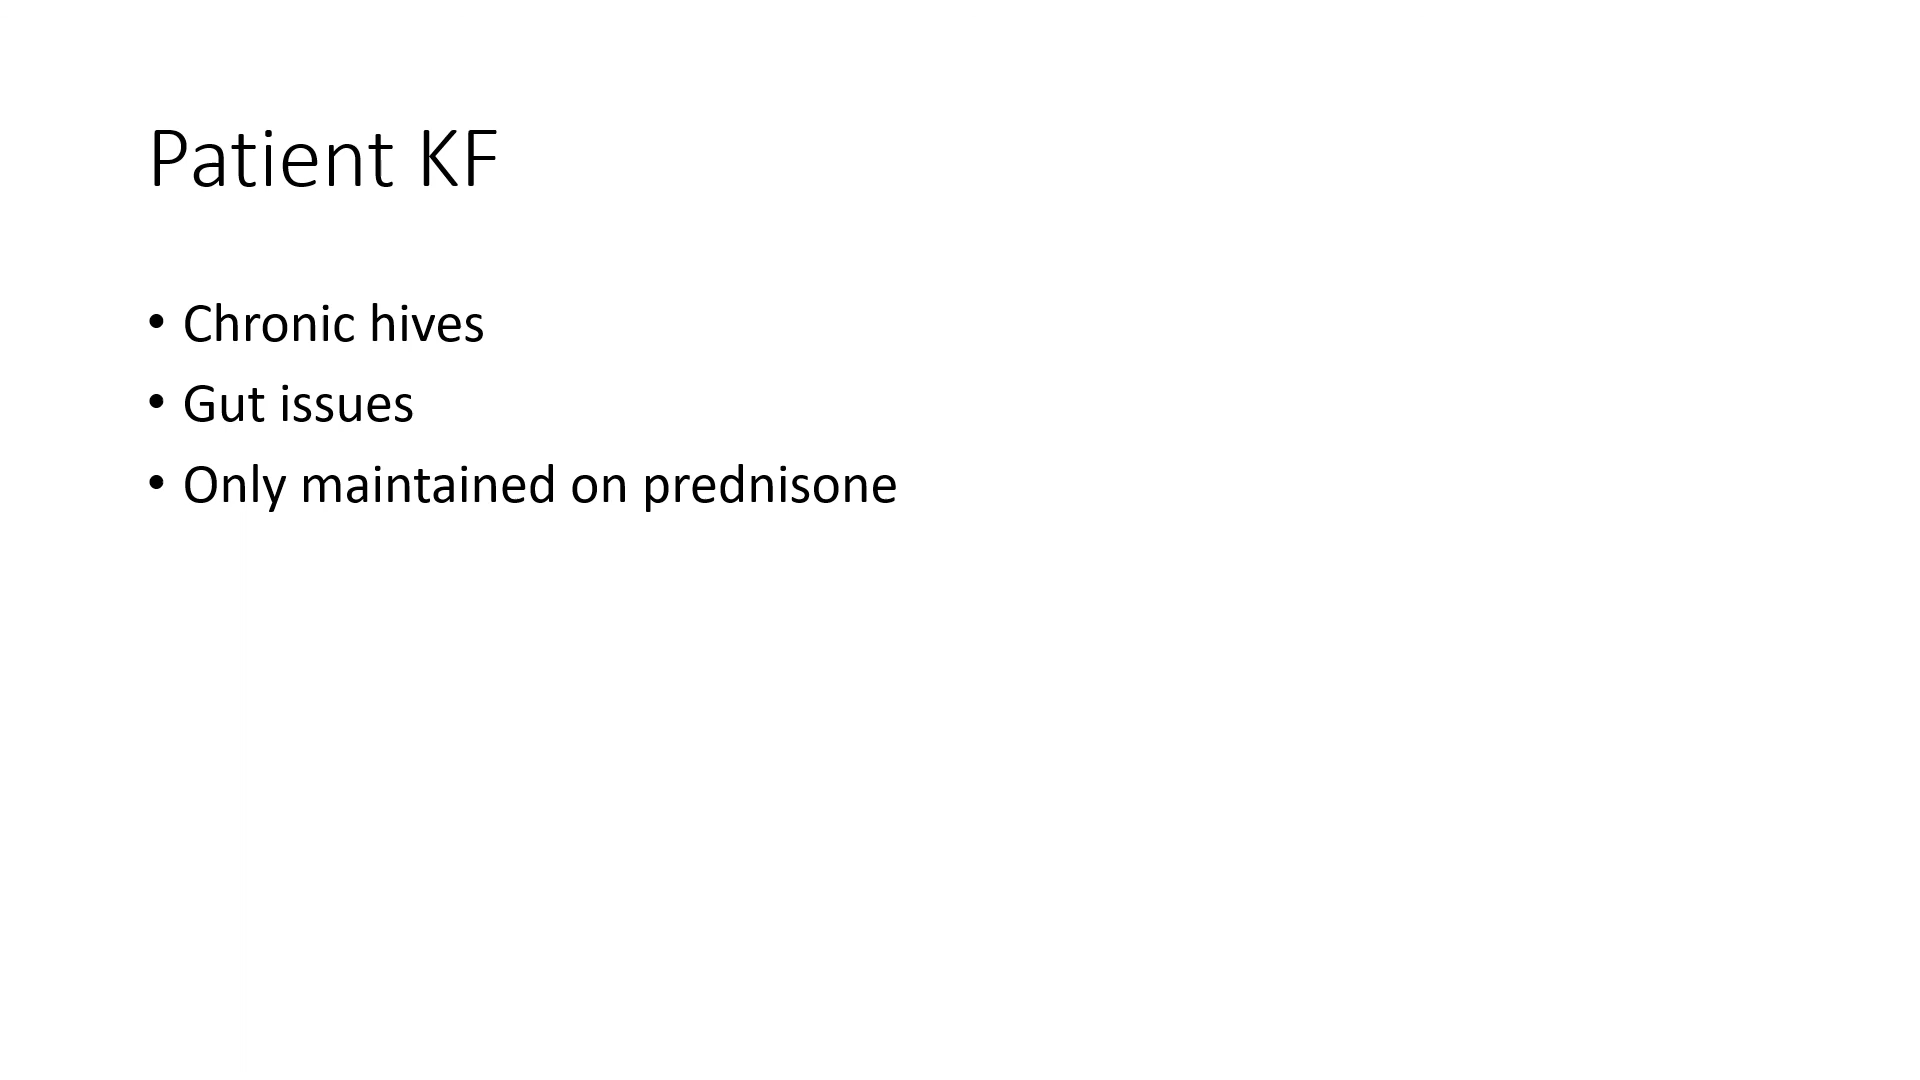 Patient KF
• Chronic hives
• Gut issues
• Only maintained on prednisone